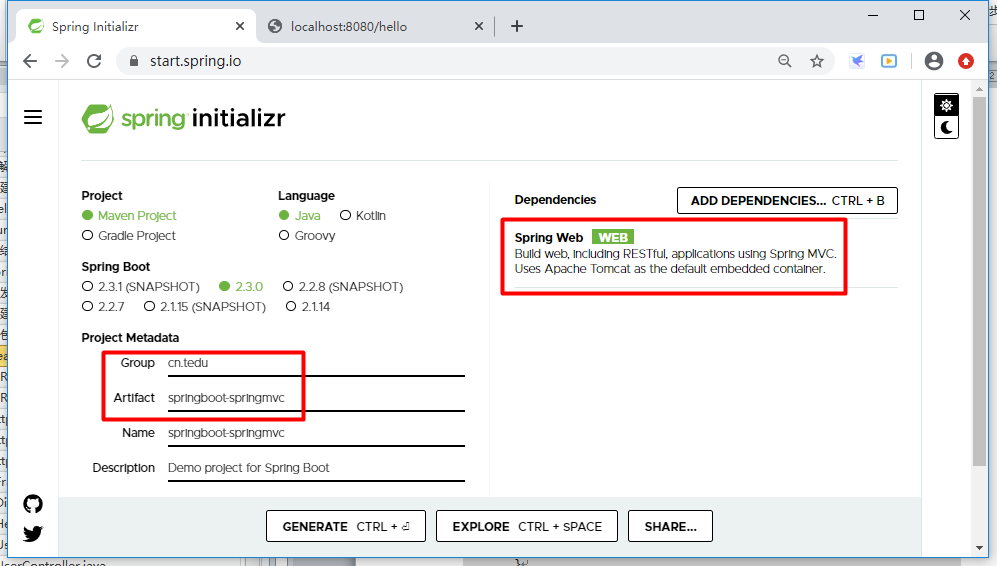 Spring Initializr
localhost:8080/hello
start.spring.io
spring initializr
Project
Language
Maven Project
Java
Kotlin
Gradle Project
Groovy
Spring Boot
2.3.1 (SNAPSHOT)
2.3.0
2.2.8 (SNAPSHOT)
2.2.7
2.1.15 (SNAPSHOT)
2.1.14
Project Metadata
Group
cn.tedu
Artifact
springboot-springmvc
Name
springboot-springmvc
Description
Demo project for Spring Boot
Dependencies
ADD DEPENDENCIES... CTRL + B
Spring Web WEB
Build web, including RESTful, applications using Spring MVC.
Uses Apache Tomcat as the default embedded container.
GENERATE CTRL + ⏎
EXPLORE CTRL + SPACE
SHARE...